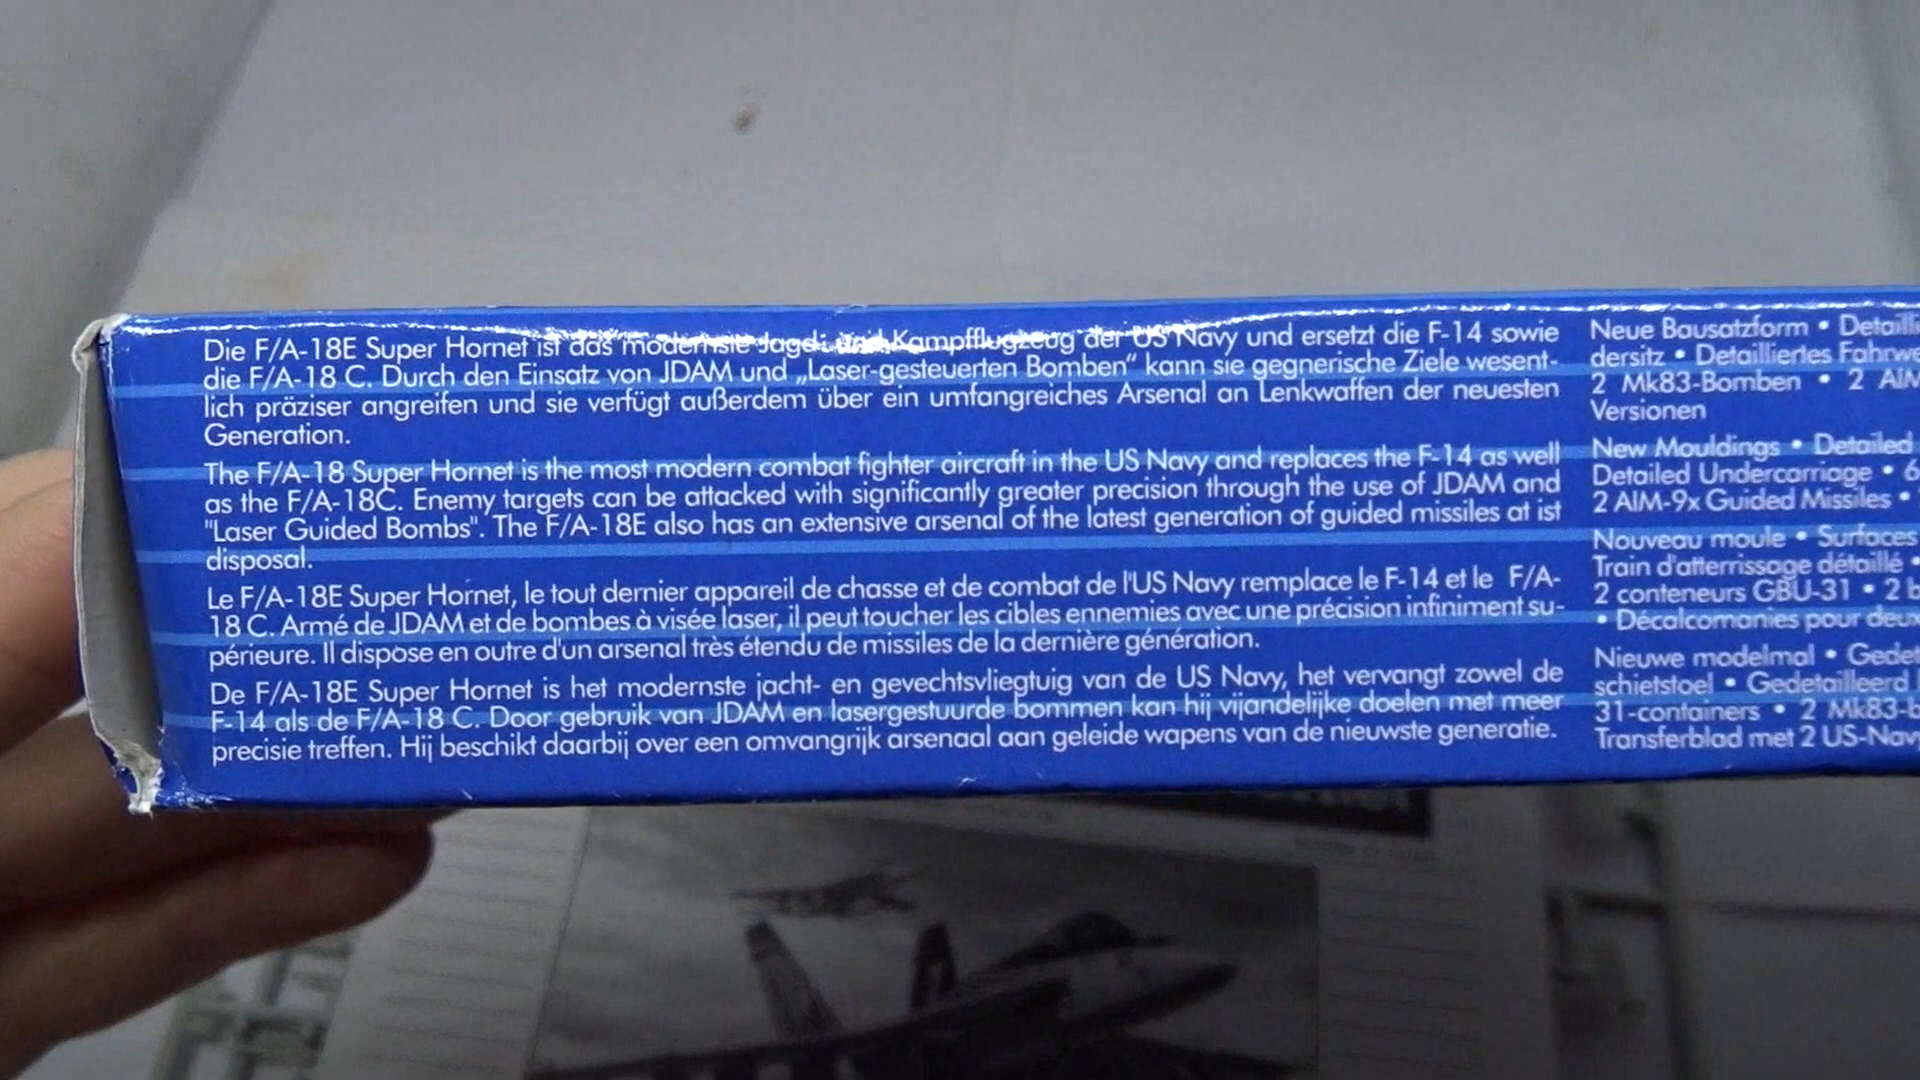 Die F/A-18E Super Hornet ist das modernste Jagd- und Kampfflugzeug der US Navy und ersetzt die F-14 sowie
die F/A-18 C. Durch den Einsatz von JDAM und „Laser-gesteuerten Bomben“ kann sie gegnerische Ziele wesent-
lich präziser angreifen und sie verfügt außerdem über ein umfangreiches Arsenal an Lenkwaffen der neuesten
Generation.
The F/A-18 Super Hornet is the most modern combat fighter aircraft in the US Navy and replaces the F-14 as well
as the F/A-18C. Enemy targets can be attacked with significantly greater precision through the use of JDAM and
"Laser Guided Bombs". The F/A-18E also has an extensive arsenal of the latest generation of guided missiles at ist
disposal.
Le F/A-18E Super Hornet, le tout dernier appareil de chasse et de combat de l'US Navy remplace le F-14 et le F/A-
18 C. Armé de JDAM et de bombes à visée laser, il peut toucher les cibles ennemies avec une précision infiniment su-
périeure. Il dispose en outre d'un arsenal très étendu de missiles de la dernière génération.
De F/A-18E Super Hornet is het modernste jacht- en gevechtsvliegtuig van de US Navy, het vervangt zowel de
F-14 als de F/A-18 C. Door gebruik van JDAM en lasergestuurde bommen kan hij vijandelijke doelen met meer
precisie treffen. Hij beschikt daarbij over een omvangrijk arsenaal aan geleide wapens van de nieuwste generatie.
Neue Bausatzform •
dersitz • Detailliertes
2 Mk83-Bomben • 2
Versionen
New Mouldings • Detailed
Detailed Undercarriage • 6
2 AIM-9x Guided Missiles •
Nouveau moule • Surfaces
Train d'atterrissage détaillé •
2 conteneurs GBU-31 • 2
• Décalcomanies pour deux
Nieuwe modelmal •
schietstoel • Gedetailleerd
31-containers • 2
Transferblad met 2